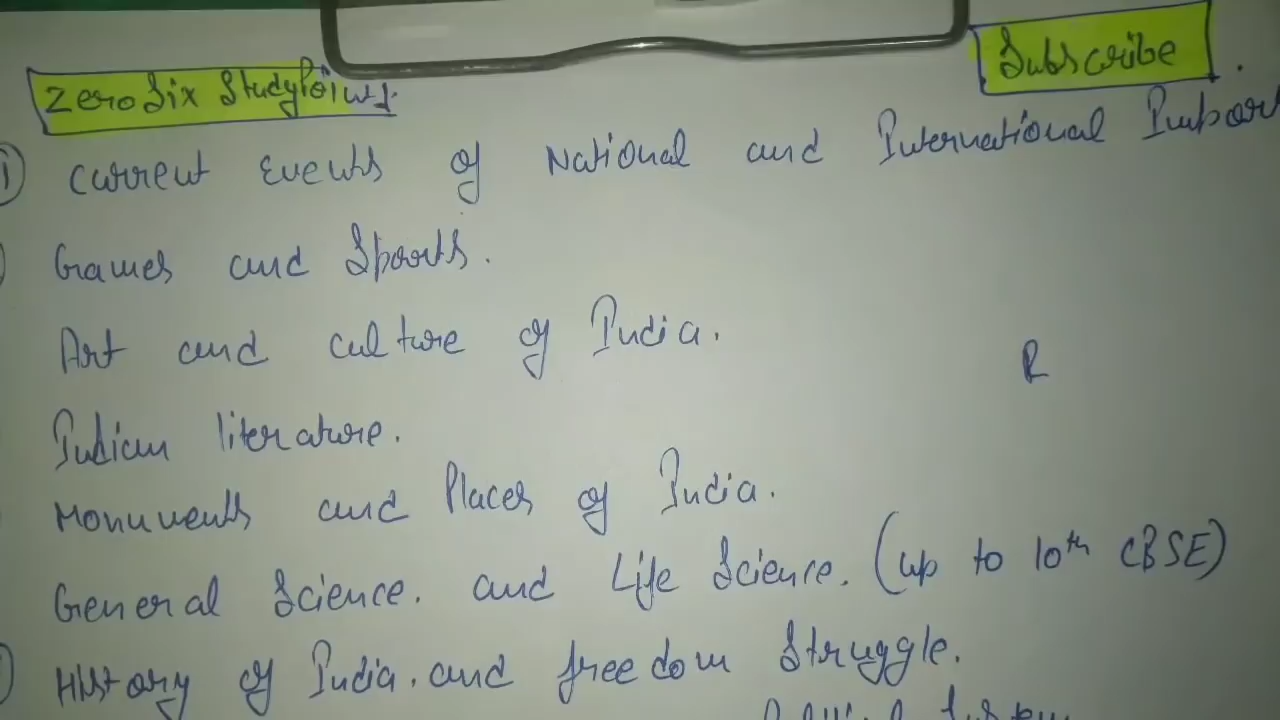 Zero Six StudyPoint.
Subscribe
i) Current Events of National and International Impor
Games and Sports.
Art and culture of India.
R
Indian literature.
Monuments and Places of India.
General Science. and Life Science. (up to 10th CBSE)
History of India. and freedom Struggle.